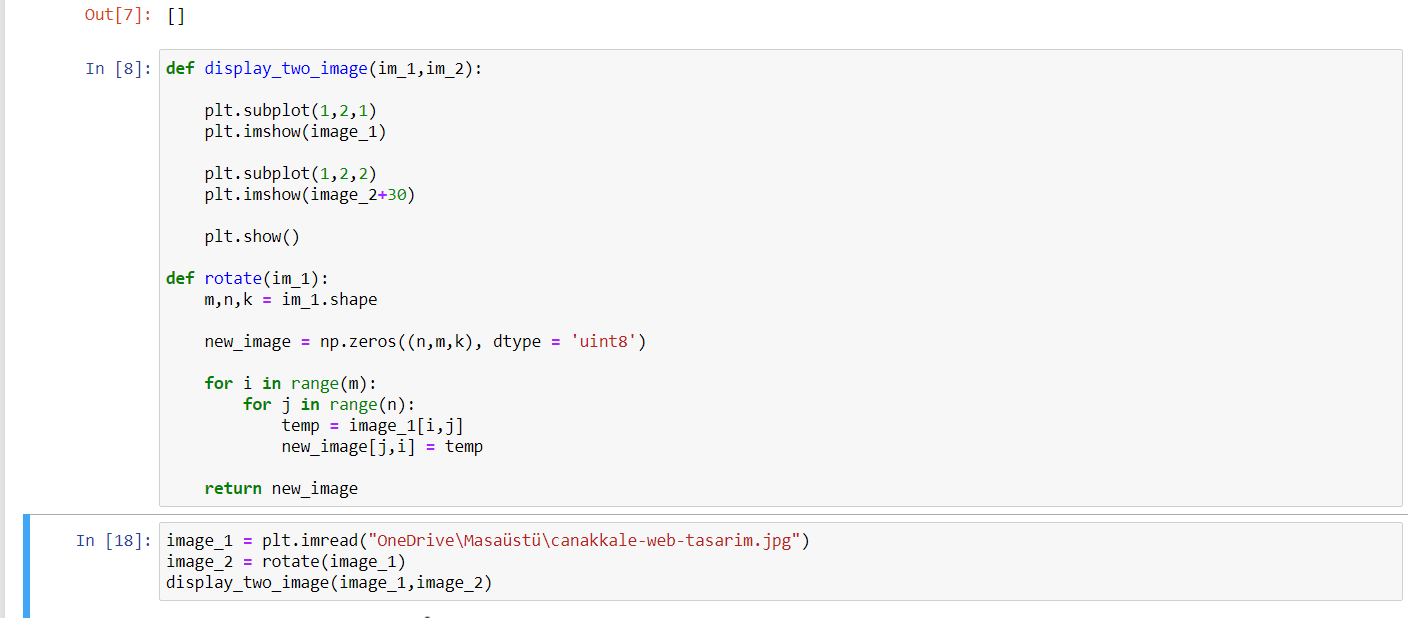 Out[7]: []
In [8]: def display_two_image(im_1,im_2):
plt.subplot(1,2,1)
plt.imshow(image_1)
plt.subplot(1,2,2)
plt.imshow(image_2+30)
plt.show()
def rotate(im_1):
m,n,k = im_1.shape
new_image = np.zeros((n,m,k), dtype = 'uint8')
for i in range(m):
for j in range(n):
temp = image_1[i,j]
new_image[j,i] = temp
return new_image
In [18]: image_1 = plt.imread("OneDrive\Masaüstü\canakkale-web-tasarim.jpg")
image_2 = rotate(image_1)
display_two_image(image_1,image_2)